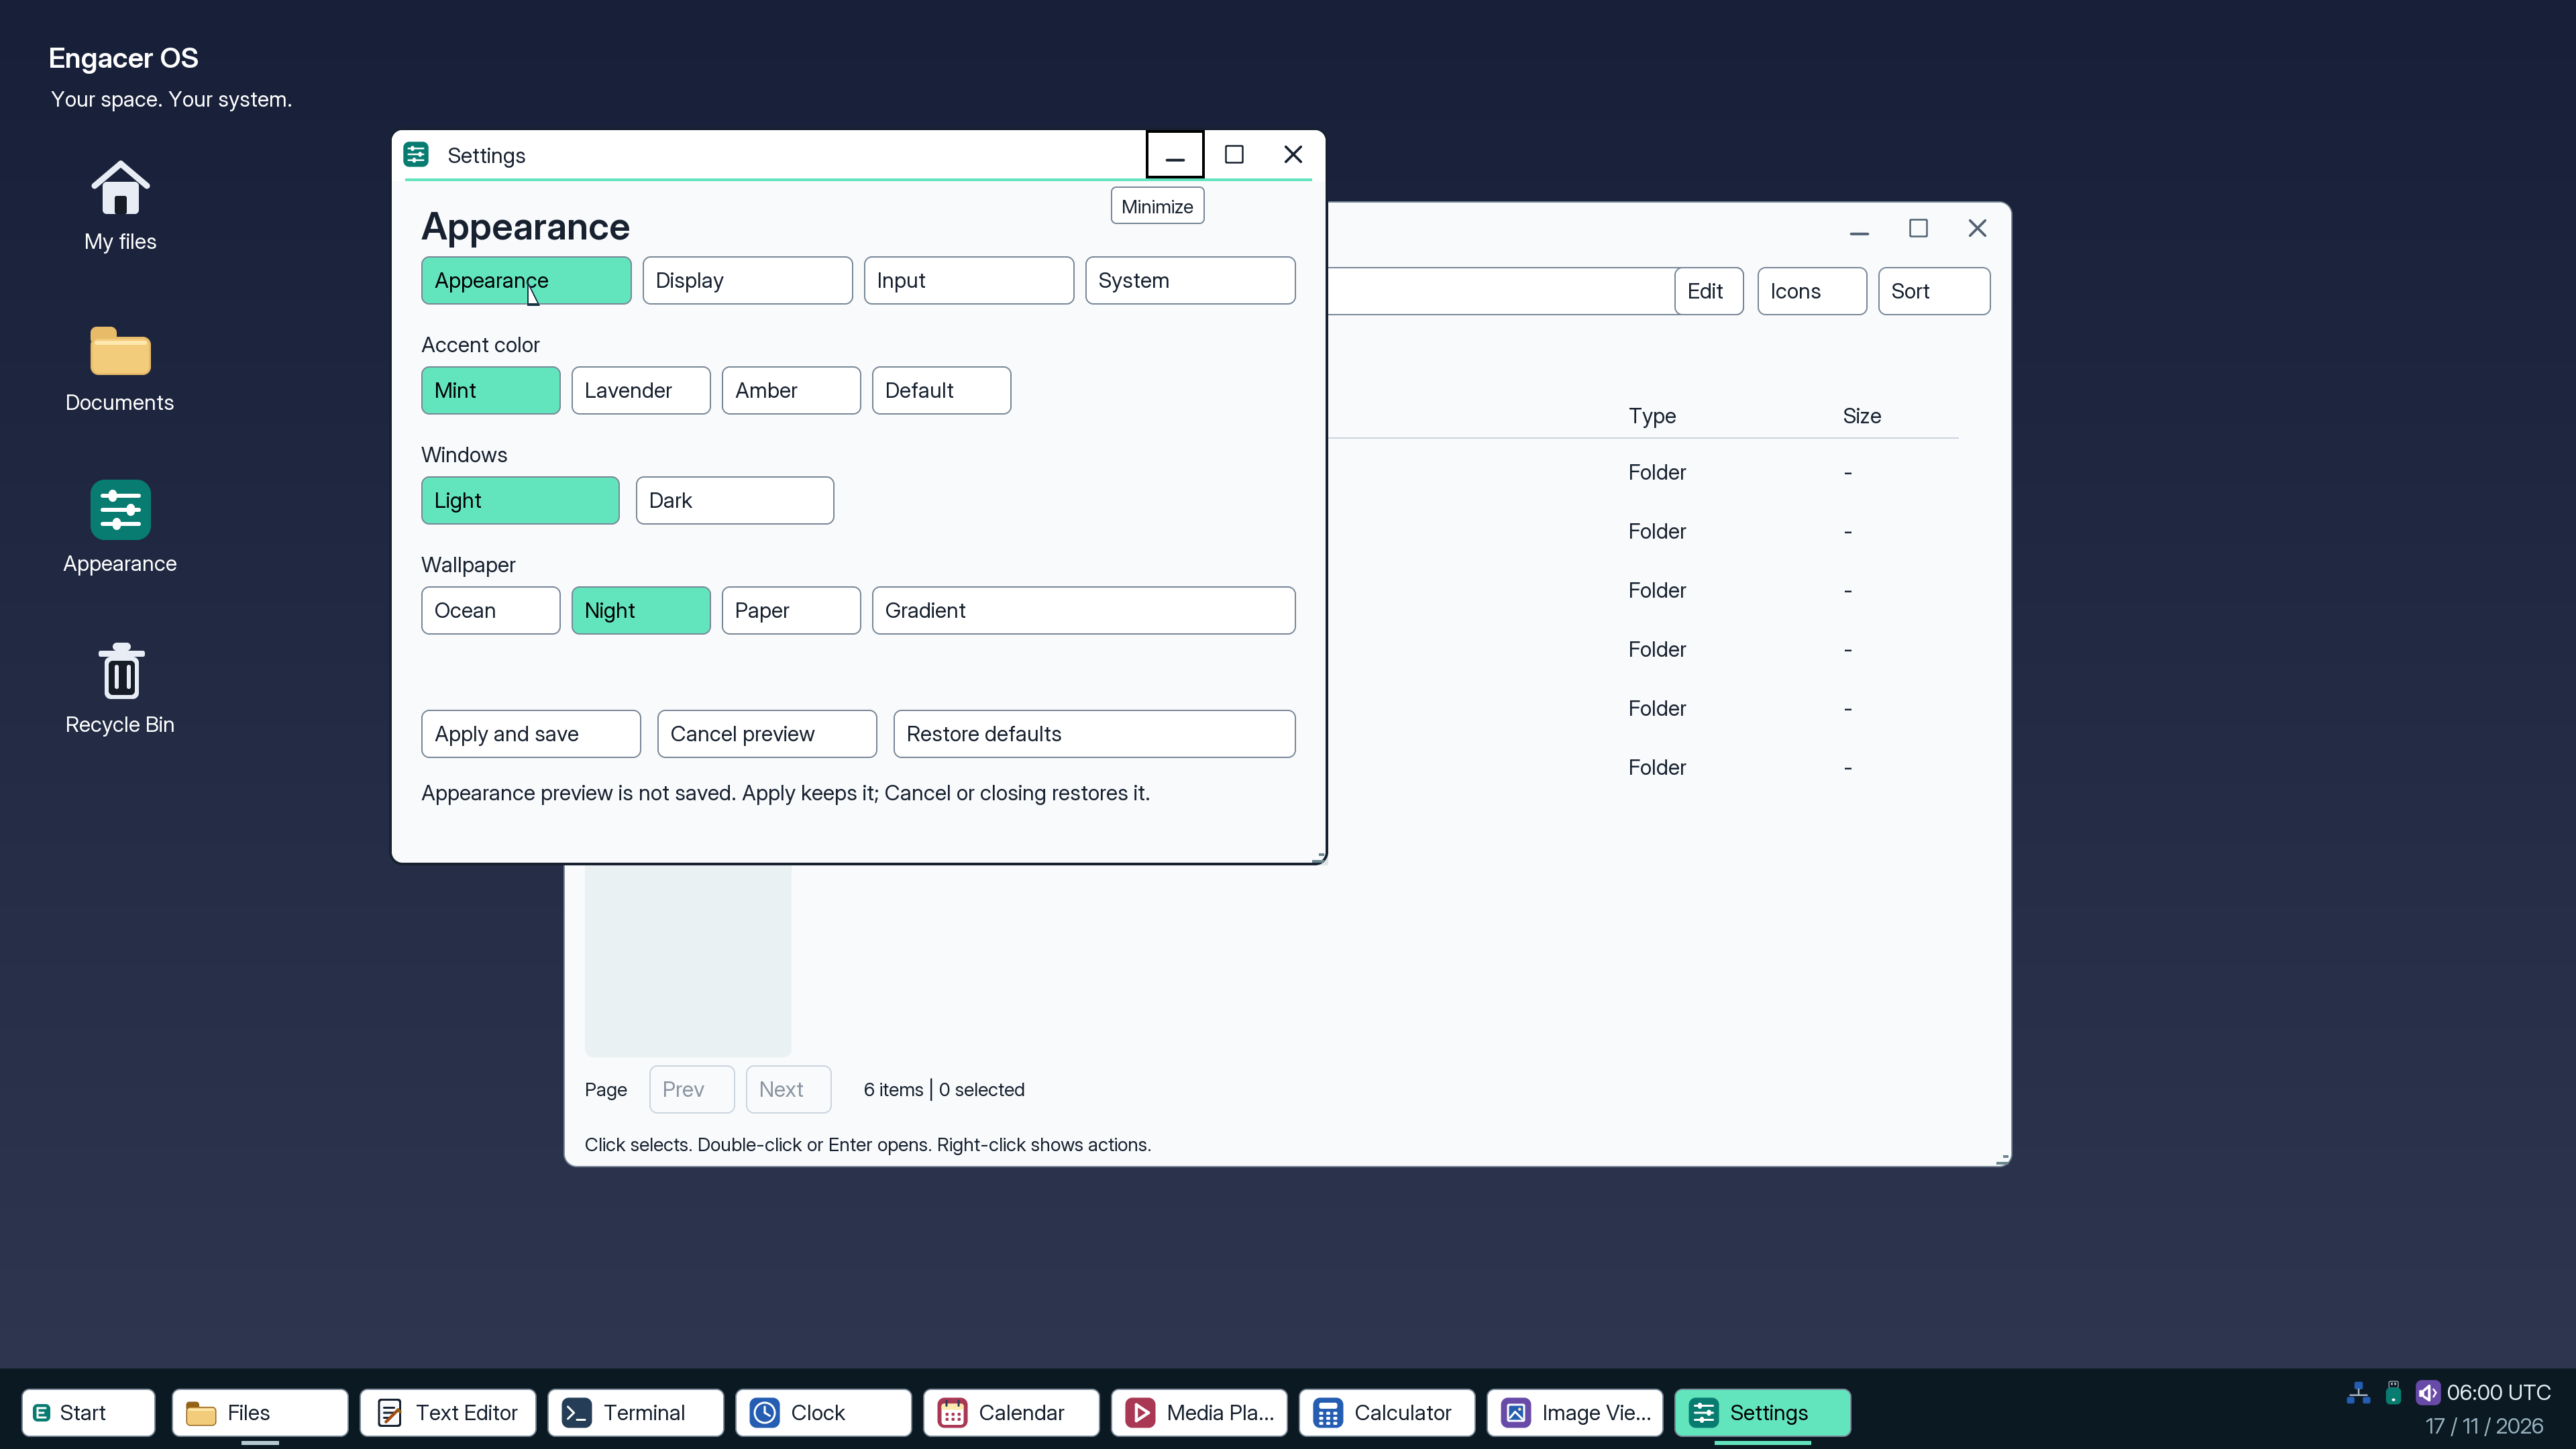 Engacer OS
Your space. Your system.
My files
Documents
Appearance
Recycle Bin
Settings
Minimize
Appearance
Appearance Display Input System
Accent color
Mint Lavender Amber Default
Windows
Light Dark
Wallpaper
Ocean Night Paper Gradient
Apply and save Cancel preview Restore defaults
Appearance preview is not saved. Apply keeps it; Cancel or closing restores it.
Edit Icons Sort
Type Size
Folder -
Folder -
Folder -
Folder -
Folder -
Folder -
Page Prev Next 6 items | 0 selected
Click selects. Double-click or Enter opens. Right-click shows actions.
Start Files Text Editor Terminal Clock Calendar Media Pla... Calculator Image Vie... Settings
06:00 UTC
17 / 11 / 2026